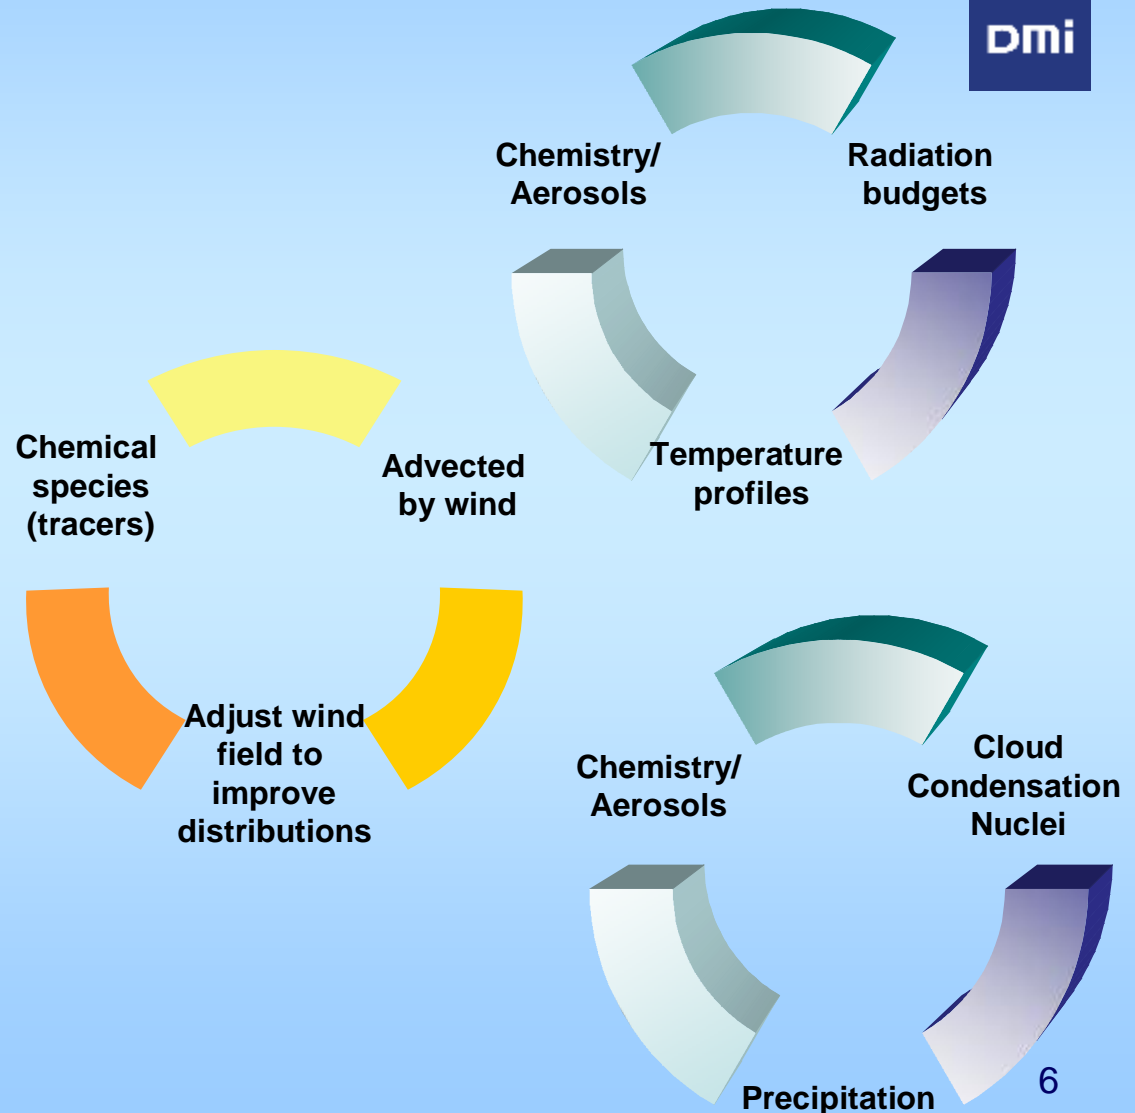 DMi
Chemistry/
Aerosols
Radiation
budgets
Temperature
profiles
Chemical
species
(tracers)
Advected
by wind
Adjust wind
field to
improve
distributions
Chemistry/
Aerosols
Cloud
Condensation
Nuclei
Precipitation
6